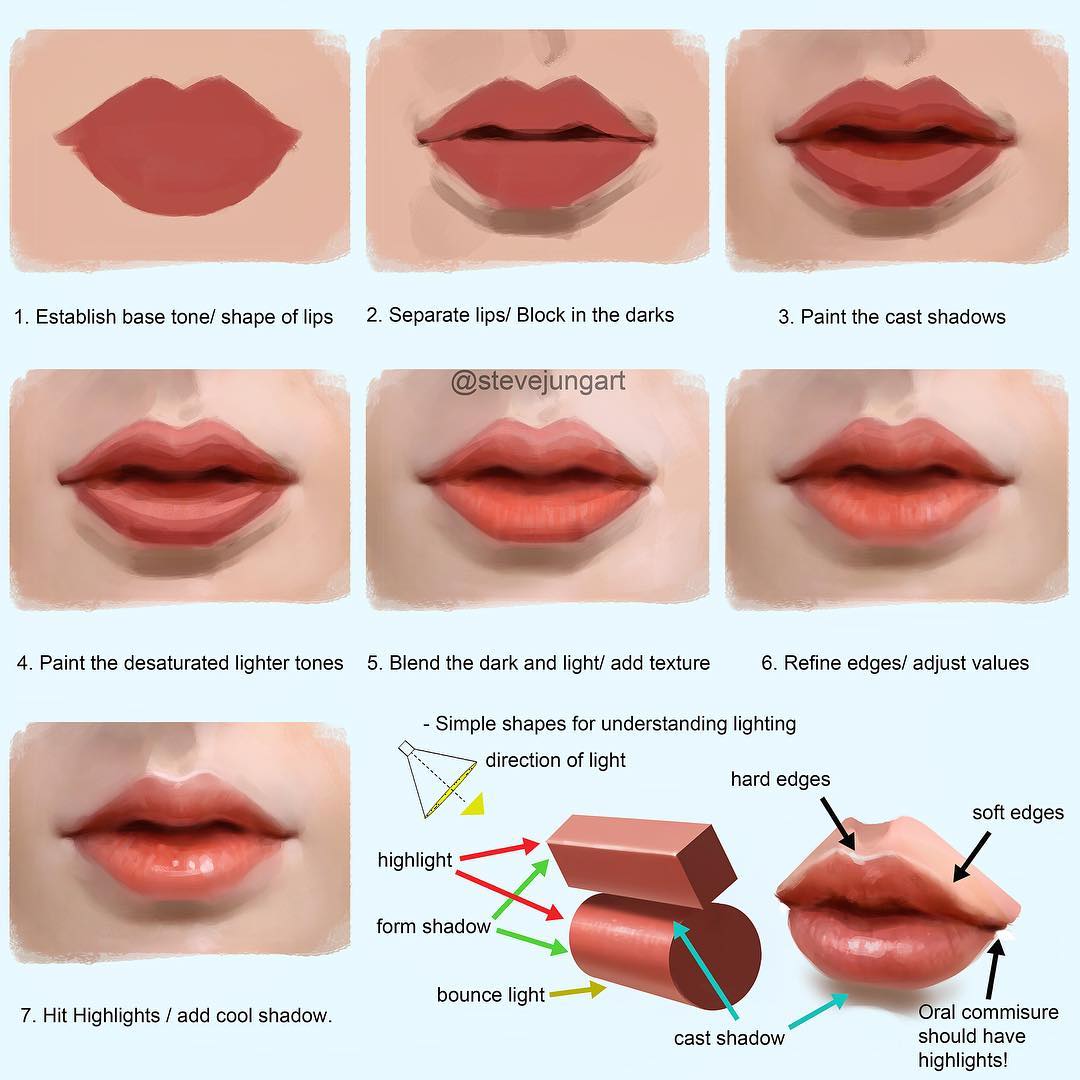 1. Establish base tone/ shape of lips
2. Separate lips/ Block in the darks
3. Paint the cast shadows
@stevejungart
4. Paint the desaturated lighter tones
5. Blend the dark and light/ add texture
6. Refine edges/ adjust values
- Simple shapes for understanding lighting
direction of light
hard edges
soft edges
highlight
form shadow
bounce light
cast shadow
Oral commisure
should have
highlights!
7. Hit Highlights / add cool shadow.